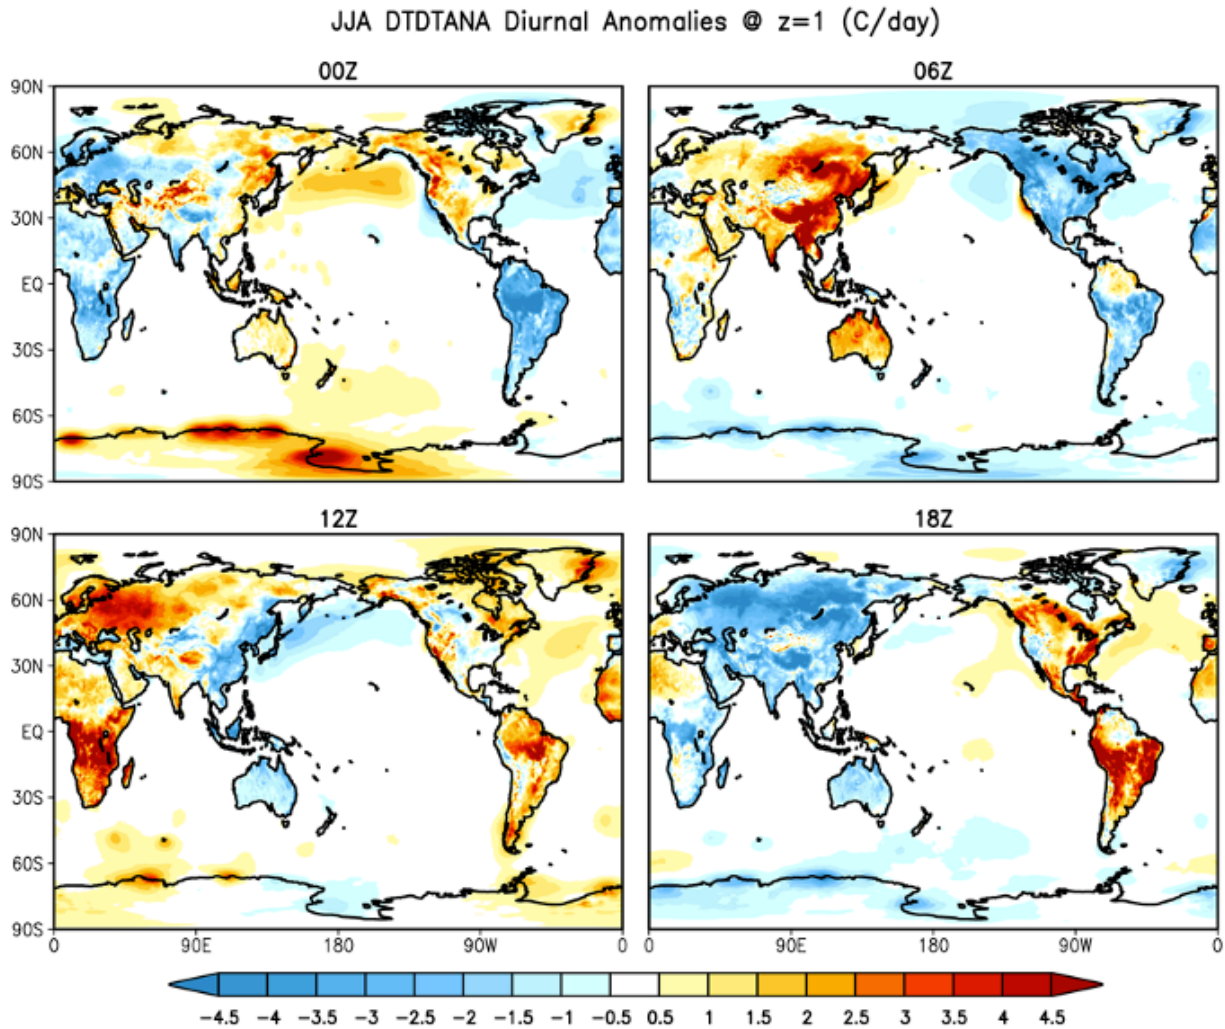 JJA DTDTANA Diurnal Anomalies @ z=1 (C/day)
00Z
06Z
90N
60N
30N
EQ
30S
60S
90S
12Z
18Z
90N
60N
30N
EQ
30S
60S
90S
0 90E 180 90W 0
0 90E 180 90W 0
-4.5 -4 -3.5 -3 -2.5 -2 -1.5 -1 -0.5 0.5 1 1.5 2 2.5 3 3.5 4 4.5